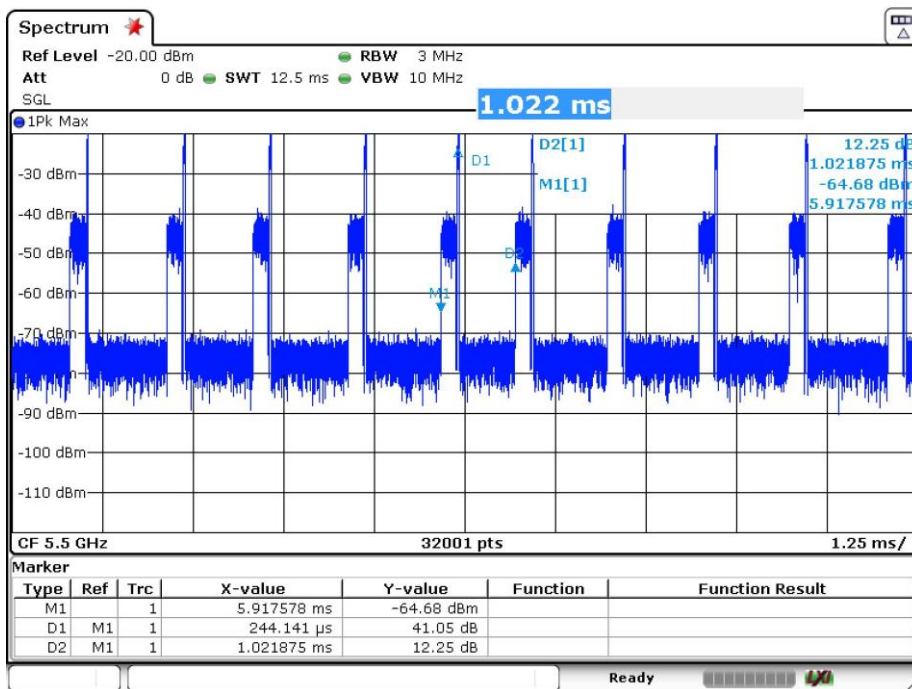 Spectrum
Ref Level -20.00 dBm RBW 3 MHz
Att 0 dB SWT 12.5 ms VBW 10 MHz
SGL
1.022 ms
1Pk Max
D2[1] 12.25 dB
1.021875 ms
M1[1] -64.68 dBm
5.917578 ms
D1
-30 dBm
-40 dBm
-50 dBm
D2
-60 dBm
M1
-70 dBm
-90 dBm
-100 dBm
-110 dBm
CF 5.5 GHz 32001 pts 1.25 ms/
Marker
Type Ref Trc X-value Y-value Function Function Result
M1 1 5.917578 ms -64.68 dBm
D1 M1 1 244.141 µs 41.05 dB
D2 M1 1 1.021875 ms 12.25 dB
Ready LXI